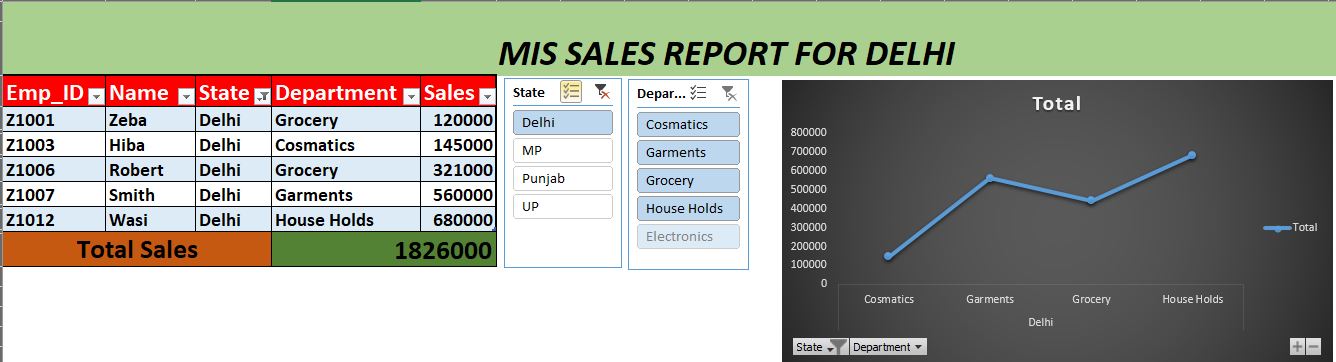 MIS SALES REPORT FOR DELHI
Emp_ID Name State Department Sales
Z1001 Zeba Delhi Grocery 120000
Z1003 Hiba Delhi Cosmatics 145000
Z1006 Robert Delhi Grocery 321000
Z1007 Smith Delhi Garments 560000
Z1012 Wasi Delhi House Holds 680000
Total Sales 1826000
State
Delhi
MP
Punjab
UP
Depar...
Cosmatics
Garments
Grocery
House Holds
Electronics
Total
800000
700000
600000
500000
400000
300000
200000
100000
0
Cosmatics Garments Grocery House Holds
Delhi
Total
State Department